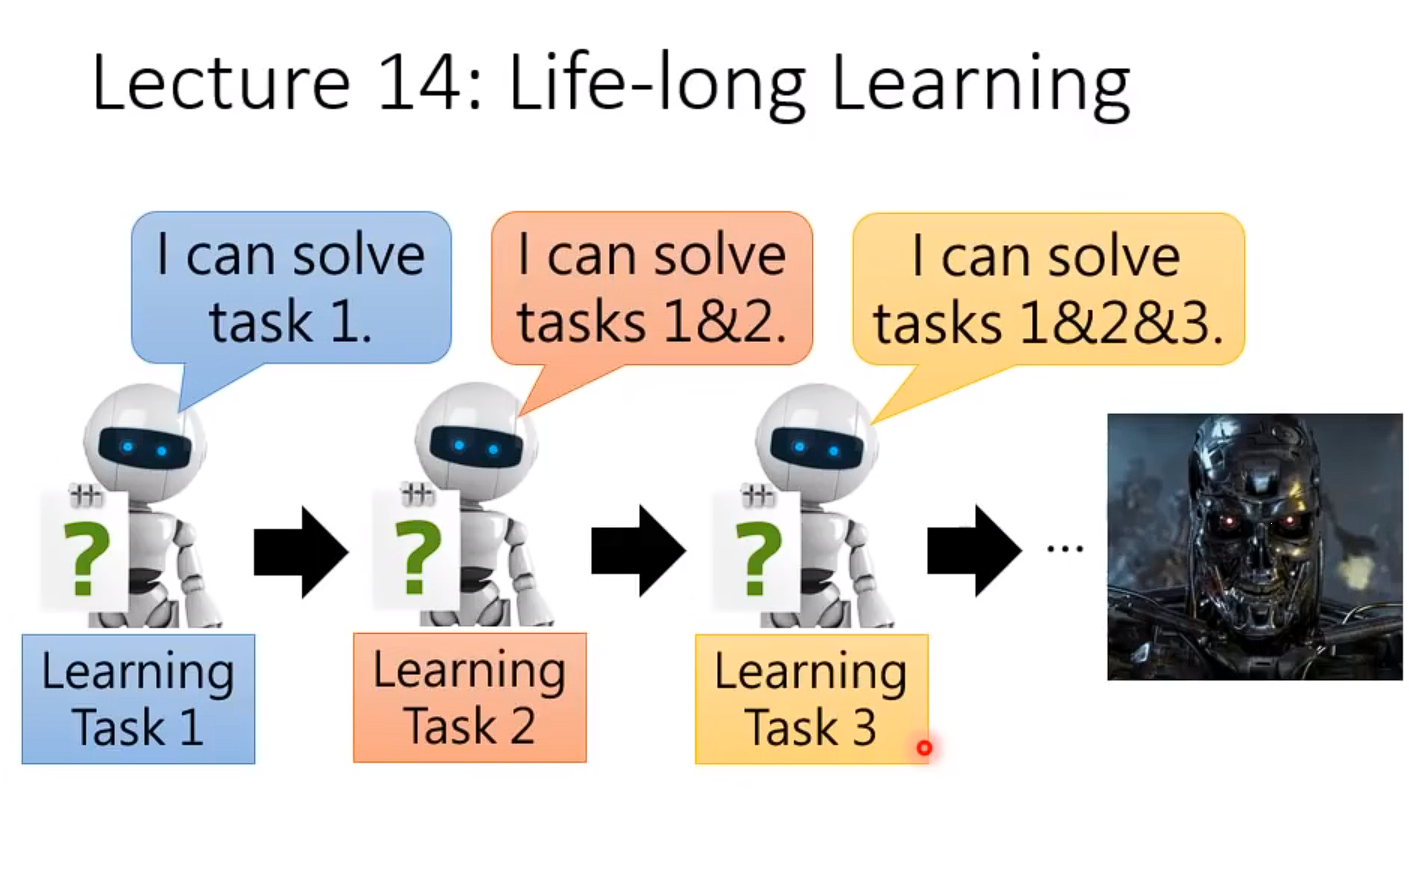 Lecture 14: Life-long Learning
I can solve
task 1.
I can solve
tasks 1&2.
I can solve
tasks 1&2&3.
?
?
?
...
Learning
Task 1
Learning
Task 2
Learning
Task 3